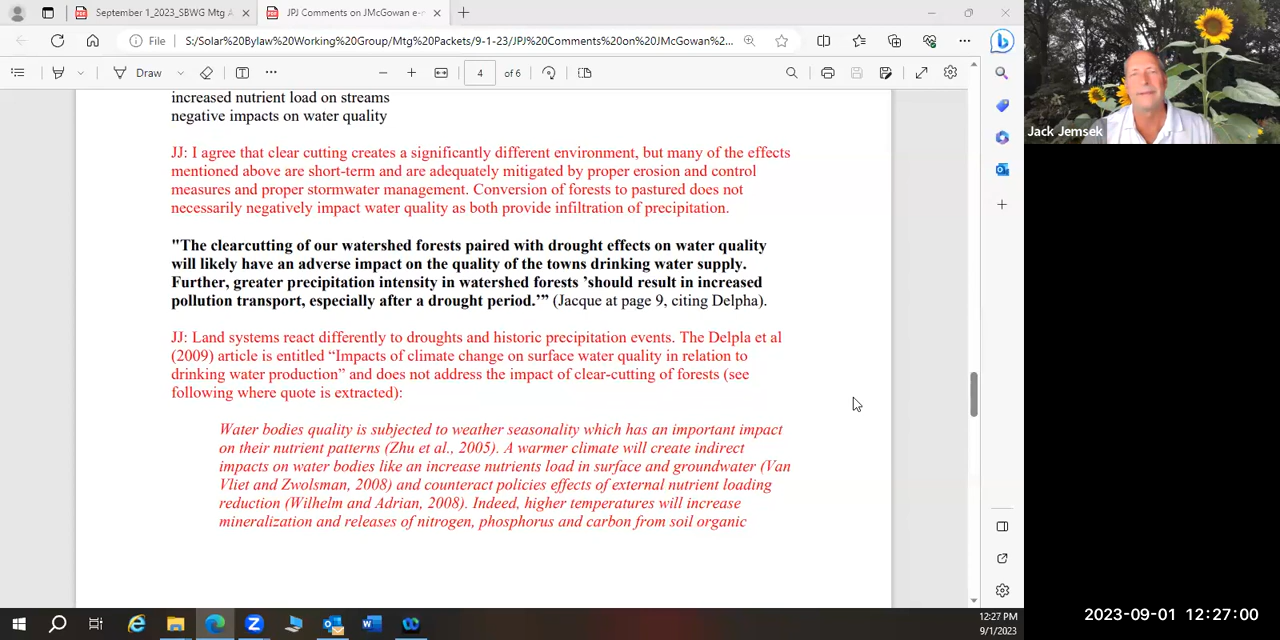 September 1_2023_SBWG Mtg A
JPJ Comments on JMcGowan e-r
File
S:/Solar%20Bylaw%20Working%20Group/Mtg%20Packets/9-1-23/JPJ%20Comments%20on%20JMcGowan%2...
Draw
4 of 6
increased nutrient load on streams
negative impacts on water quality
JJ: I agree that clear cutting creates a significantly different environment, but many of the effects
mentioned above are short-term and are adequately mitigated by proper erosion and control
measures and proper stormwater management. Conversion of forests to pastured does not
necessarily negatively impact water quality as both provide infiltration of precipitation.
"The clearcutting of our watershed forests paired with drought effects on water quality
will likely have an adverse impact on the quality of the towns drinking water supply.
Further, greater precipitation intensity in watershed forests ’should result in increased
pollution transport, especially after a drought period.’” (Jacque at page 9, citing Delpha).
JJ: Land systems react differently to droughts and historic precipitation events. The Delpla et al
(2009) article is entitled “Impacts of climate change on surface water quality in relation to
drinking water production” and does not address the impact of clear-cutting of forests (see
following where quote is extracted):
Water bodies quality is subjected to weather seasonality which has an important impact
on their nutrient patterns (Zhu et al., 2005). A warmer climate will create indirect
impacts on water bodies like an increase nutrients load in surface and groundwater (Van
Vliet and Zwolsman, 2008) and counteract policies effects of external nutrient loading
reduction (Wilhelm and Adrian, 2008). Indeed, higher temperatures will increase
mineralization and releases of nitrogen, phosphorus and carbon from soil organic
12:27 PM
9/1/2023
Jack Jemsek
2023-09-01 12:27:00